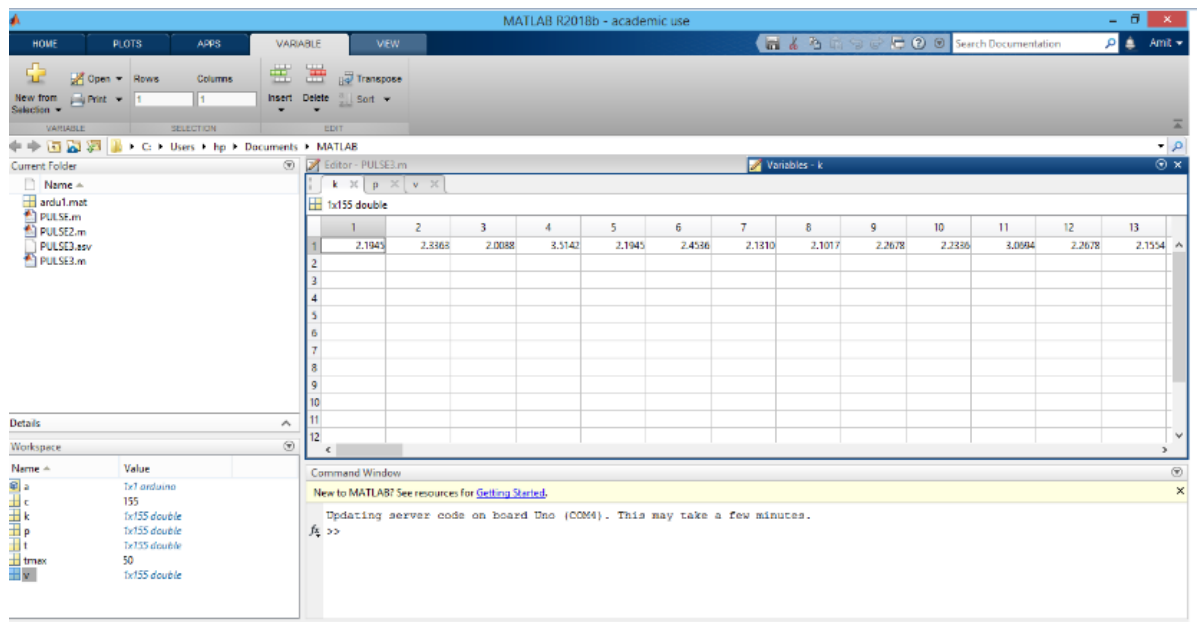 MATLAB R2018b - academic use
HOME PLOTS APPS VARIABLE VIEW
Search Documentation
Amit
New from Selection
Open
Print
Rows
Columns
1
1
Insert
Delete
Transpose
Sort
VARIABLE
SELECTION
EDIT
C: Users hp Documents MATLAB
Current Folder
Name
ardu1.mat
PULSE.m
PULSE2.m
PULSE3.asv
PULSE3.m
Details
Workspace
Name Value
a 1x1 arduino
c 155
k 1x155 double
p 1x155 double
t 1x155 double
tmax 50
v 1x155 double
Editor - PULSE3.m
Variables - k
k p v
1x155 double
1 2 3 4 5 6 7 8 9 10 11 12 13
1 2.1945 2.3363 2.0088 3.5142 2.1945 2.4536 2.1310 2.1017 2.2678 2.2336 3.0694 2.2678 2.1554
2
3
4
5
6
7
8
9
10
11
12
Command Window
New to MATLAB? See resources for Getting Started.
Updating server code on board Uno (COM4). This may take a few minutes.
fx >>